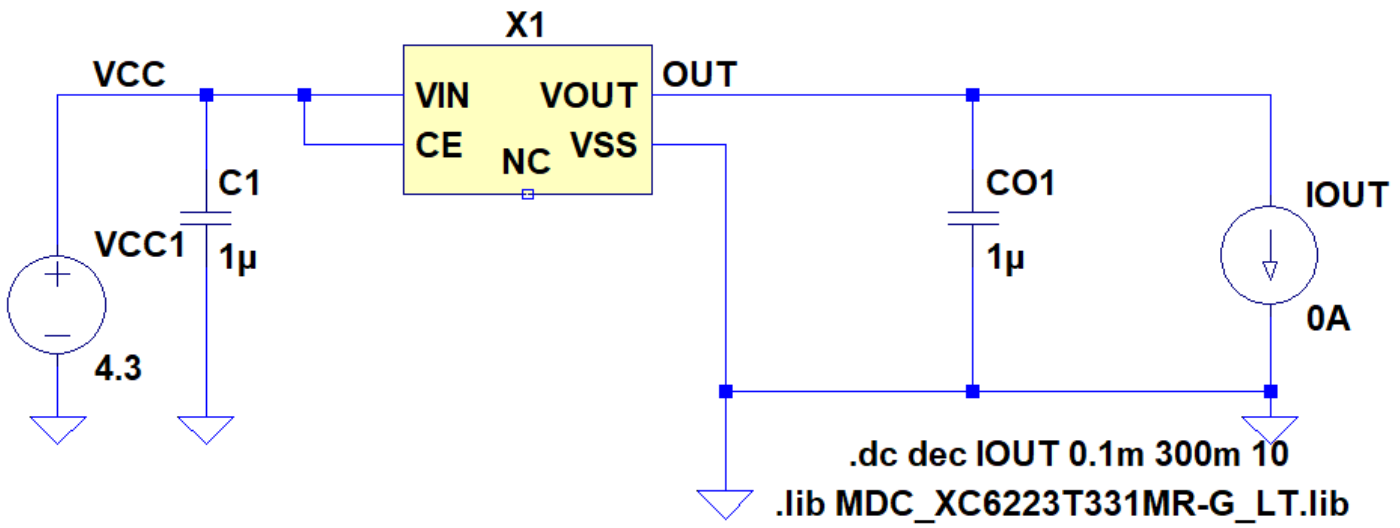 X1
VCC
OUT
VIN
VOUT
CE
VSS
NC
C1
CO1
IOUT
VCC1
1µ
1µ
0A
4.3
.dc dec IOUT 0.1m 300m 10
.lib MDC_XC6223T331MR-G_LT.lib